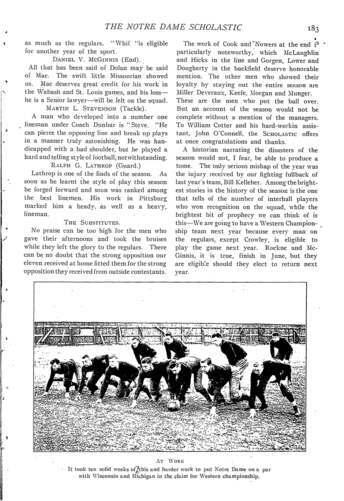 THE NOTRE DAME SCHOLASTIC 183
as much as the regulars. "Whit" is eligible
for another year of the sport.
DANIEL V. MCGINNIS (End).
All that has been said of Dolan may be said
of Mac. The swift little Missourian showed
us. Mac deserves great credit for his work in
the Wabash and St. Louis games, and his loss—
he is a Senior lawyer—will be felt on the squad.
MARTIN L. STEVENSON (Tackle).
A man who developed into a number one
lineman under Coach Dunbar is "Steve. "He
can pierce the opposing line and break up plays
in a manner truly astonishing. He was han-
dicapped with a bad shoulder, but he played a
hard and telling style of football, notwithstanding.
RALPH G. LATHROP (Guard.)
Lathrop is one of the finds of the season. As
soon as he learnt the style of play this season
he forged forward and soon was ranked among
the best linemen. His work in Pittsburg
marked him a heady, as well as a heavy,
lineman.
THE SUBSTITUTES.
No praise can be too high for the men who
gave their afternoons and took the bruises
while they left the glory to the regulars. There
can be no doubt that the strong opposition our
eleven received at home fitted them for the strong
opposition they received from outside contestants.
The work of Cook and Nowers at the end is
particularly noteworthy, which McLaughlin
and Hicks in the line and Gorgen, Lower and
Dougherty in the backfield deserve honorable
mention. The other men who showed their
loyalty by staying out the entire season are
Miller Devereux, Keefe, Hoegan and Munger.
These are the men who put the ball over.
But an account of the season would not be
complete without a mention of the managers.
To William Cotter and his hard-working assis-
tant, John O'Connell, the SCHOLASTIC offers
at once congratulations and thanks.
A historian narrating the disasters of the
season would not, I fear, be able to produce a
tome. The only serious mishap of the year was
the injury received by our fighting fullback of
last year's team, Bill Kelleher. Among the bright-
est stories in the history of the season is the one
that tells of the number of interhall players
who won recognition on the squad, while the
brightest bit of prophecy we can think of is
this—We are going to have a Western Champion-
ship team next year because every man on
the regulars, except Crowley, is eligible to
play the game next year. Rockne and Mc-
Ginnis, it is true, finish in June, but they
are eligible should they elect to return next
year.
AT WORK
It took ten solid weeks of this and harder work to put Notre Dame on a par
with Wisconsin and Michigan in the claim for Western championship.